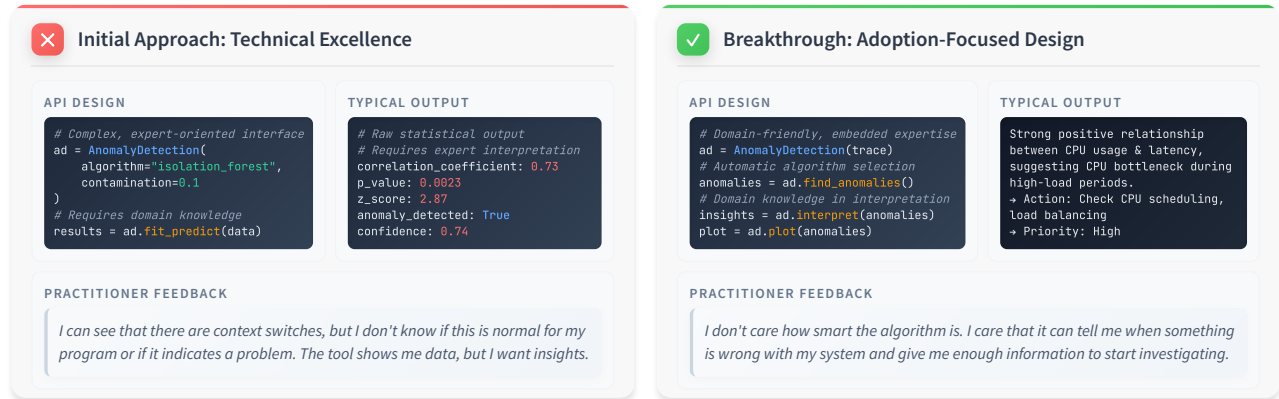 Initial Approach: Technical Excellence
API DESIGN
# Complex, expert-oriented interface
ad = AnomalyDetection(
    algorithm="isolation_forest",
    contamination=0.1
)
# Requires domain knowledge
results = ad.fit_predict(data)
TYPICAL OUTPUT
# Raw statistical output
# Requires expert interpretation
correlation_coefficient: 0.73
p_value: 0.0023
z_score: 2.87
anomaly_detected: True
confidence: 0.74
PRACTITIONER FEEDBACK
I can see that there are context switches, but I don't know if this is normal for my
program or if it indicates a problem. The tool shows me data, but I want insights.
Breakthrough: Adoption-Focused Design
API DESIGN
# Domain-friendly, embedded expertise
ad = AnomalyDetection(trace)
# Automatic algorithm selection
anomalies = ad.find_anomalies()
# Domain knowledge in interpretation
insights = ad.interpret(anomalies)
plot = ad.plot(anomalies)
TYPICAL OUTPUT
Strong positive relationship
between CPU usage & latency,
suggesting CPU bottleneck during
high-load periods.
→ Action: Check CPU scheduling,
load balancing
→ Priority: High
PRACTITIONER FEEDBACK
I don't care how smart the algorithm is. I care that it can tell me when something
is wrong with my system and give me enough information to start investigating.